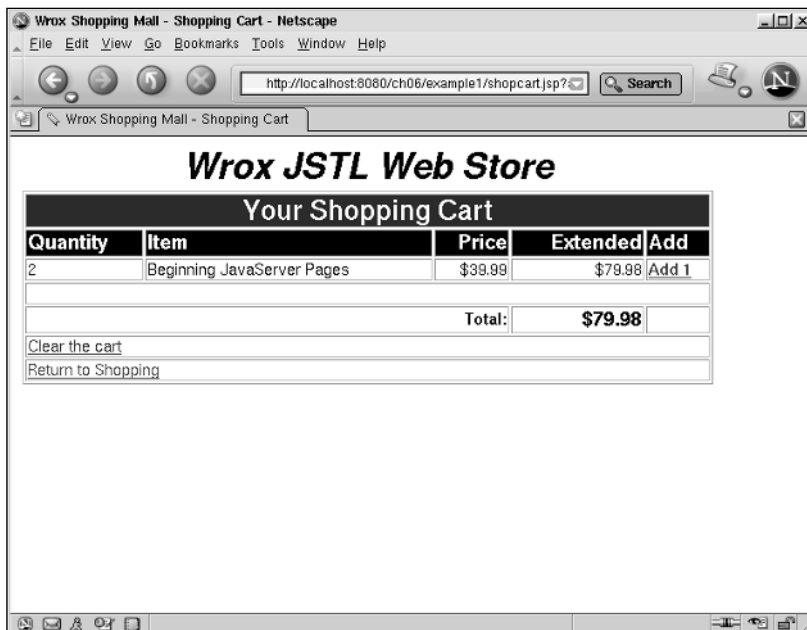 Wrox Shopping Mall - Shopping Cart - Netscape
File Edit View Go Bookmarks Tools Window Help
http://localhost:8080/ch06/example1/shopcart.jsp? Search N
Wrox Shopping Mall - Shopping Cart
Wrox JSTL Web Store
Your Shopping Cart
Quantity Item Price Extended Add
2 Beginning JavaServer Pages $39.99 $79.98 Add 1
Total: $79.98
Clear the cart
Return to Shopping